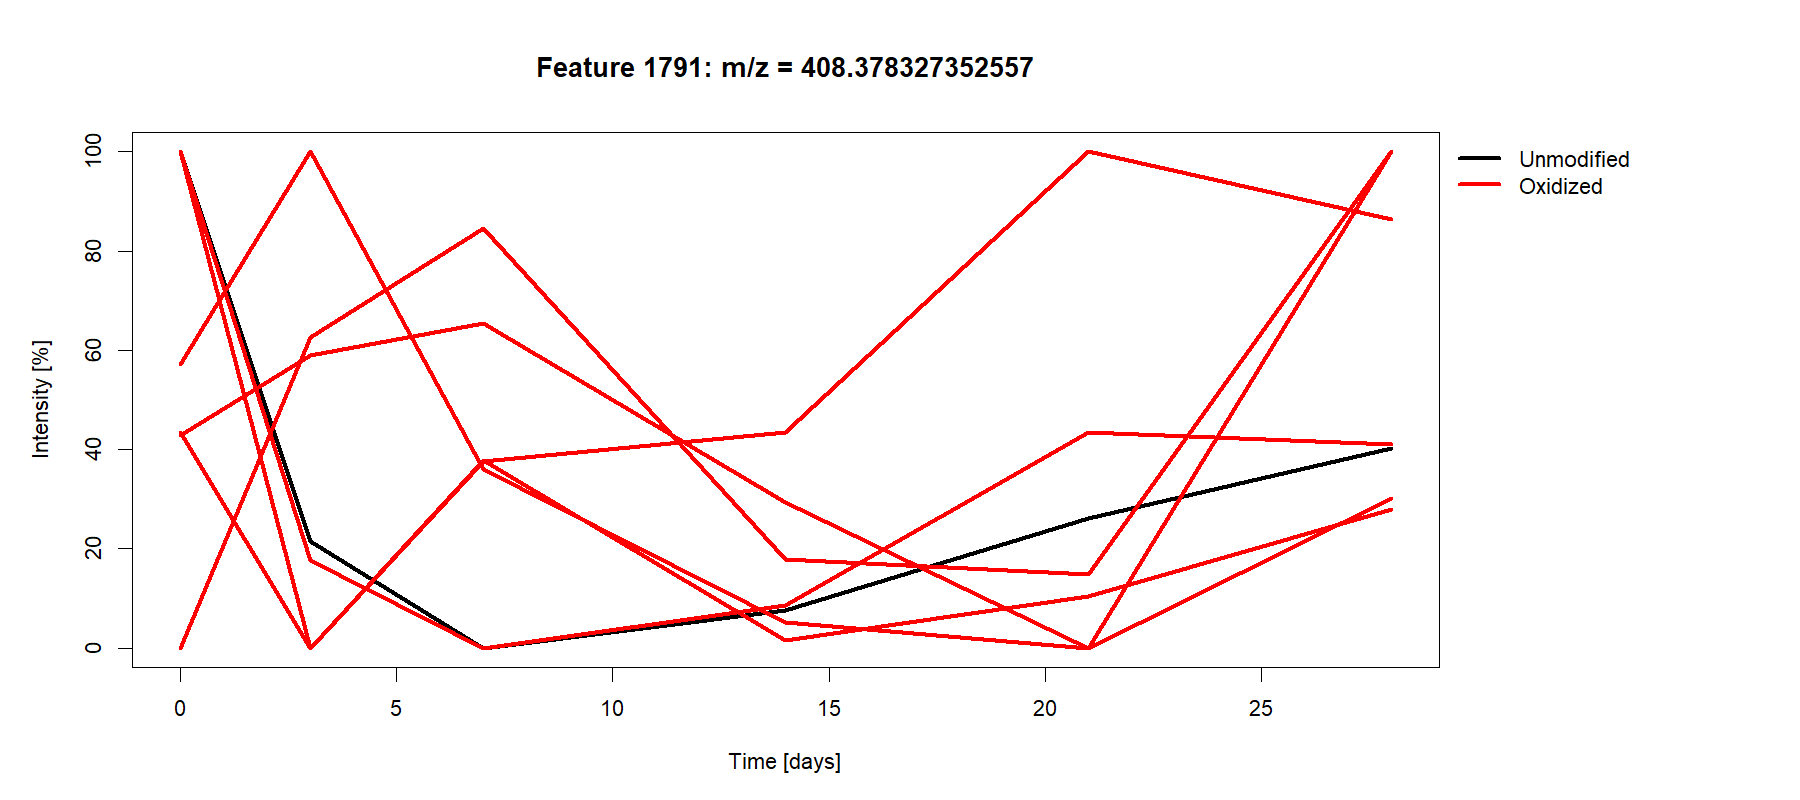 Feature 1791: m/z = 408.378327352557
Unmodified
Oxidized
Intensity [%]
100
80
60
40
20
0
0 5 10 15 20 25
Time [days]